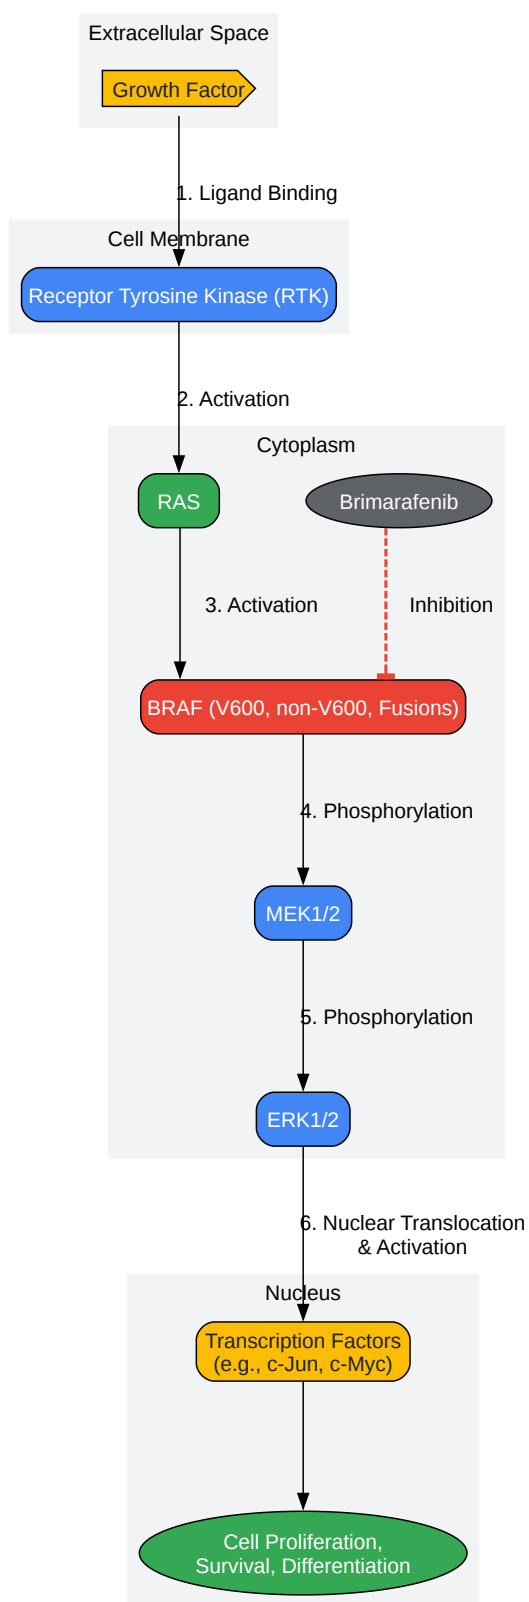 Extracellular Space
Growth Factor
1. Ligand Binding
Cell Membrane
Receptor Tyrosine Kinase (RTK)
2. Activation
Cytoplasm
RAS
Brimarafenib
3. Activation
Inhibition
BRAF (V600, non-V600, Fusions)
4. Phosphorylation
MEK1/2
5. Phosphorylation
ERK1/2
6. Nuclear Translocation
& Activation
Nucleus
Transcription Factors
(e.g., c-Jun, c-Myc)
Cell Proliferation,
Survival, Differentiation